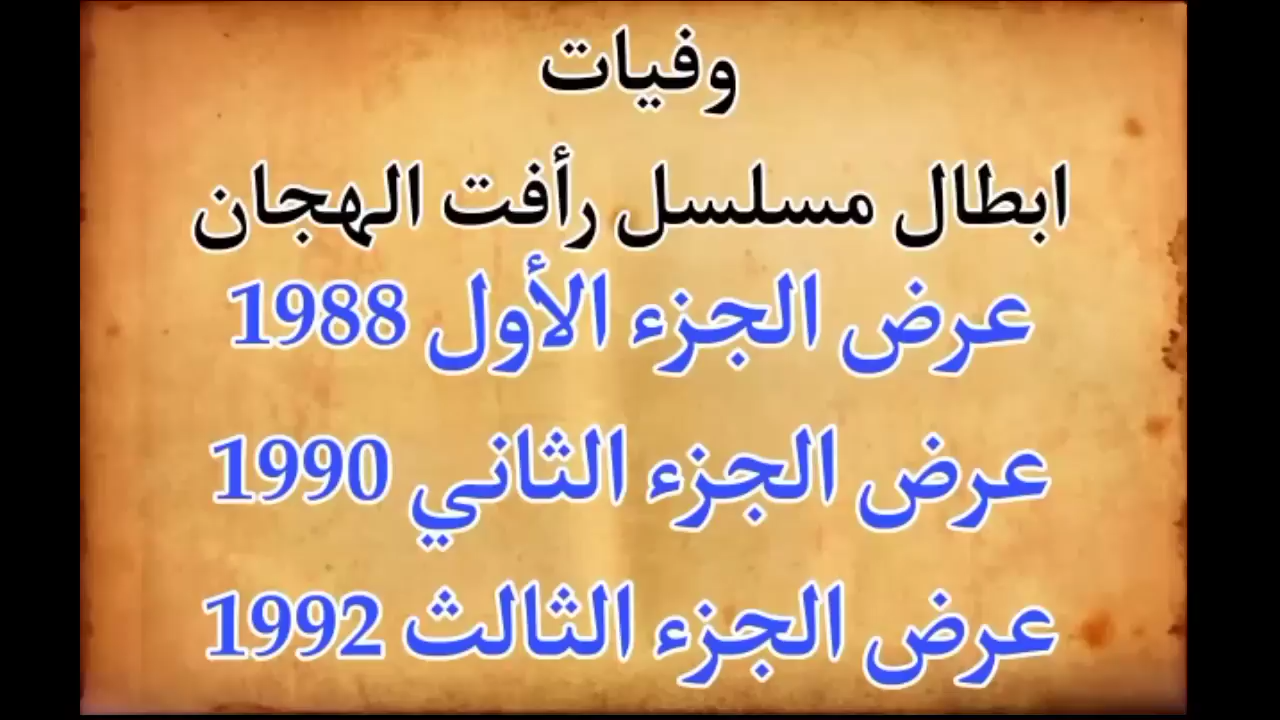 وفيات
ابطال مسلسل رأفت الهجان
عرض الجزء الأول 1988
عرض الجزء الثاني 1990
عرض الجزء الثالث 1992